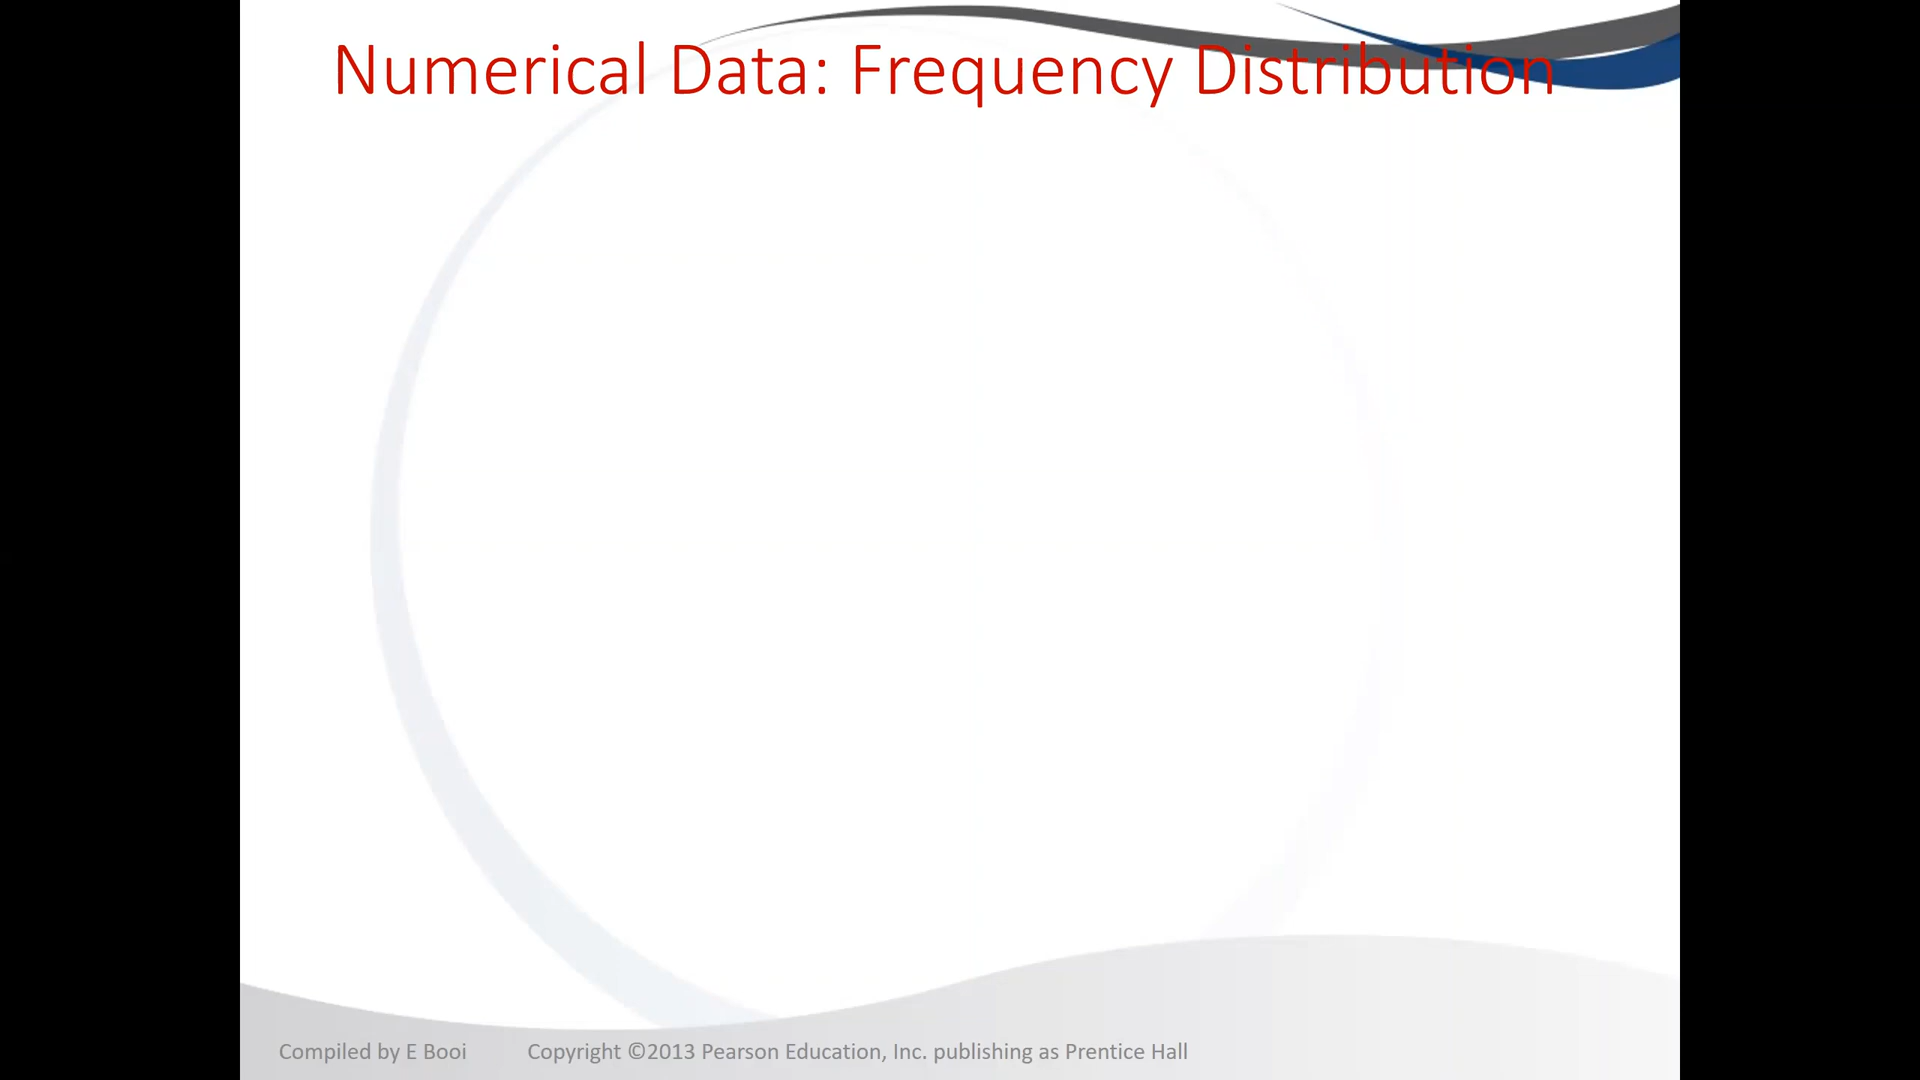 Numerical Data: Frequency Distribution
Compiled by E Booi Copyright ©2013 Pearson Education, Inc. publishing as Prentice Hall